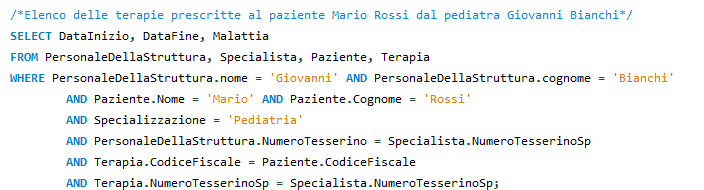 /*Elenco delle terapie prescritte al paziente Mario Rossi dal pediatra Giovanni Bianchi*/
SELECT DataInizio, DataFine, Malattia
FROM PersonaleDellaStruttura, Specialista, Paziente, Terapia
WHERE PersonaleDellaStruttura.nome = 'Giovanni' AND PersonaleDellaStruttura.cognome = 'Bianchi'
AND Paziente.Nome = 'Mario' AND Paziente.Cognome = 'Rossi'
AND Specializzazione = 'Pediatria'
AND PersonaleDellaStruttura.NumeroTesserino = Specialista.NumeroTesserinoSp
AND Terapia.CodiceFiscale = Paziente.CodiceFiscale
AND Terapia.NumeroTesserinoSp = Specialista.NumeroTesserinoSp;